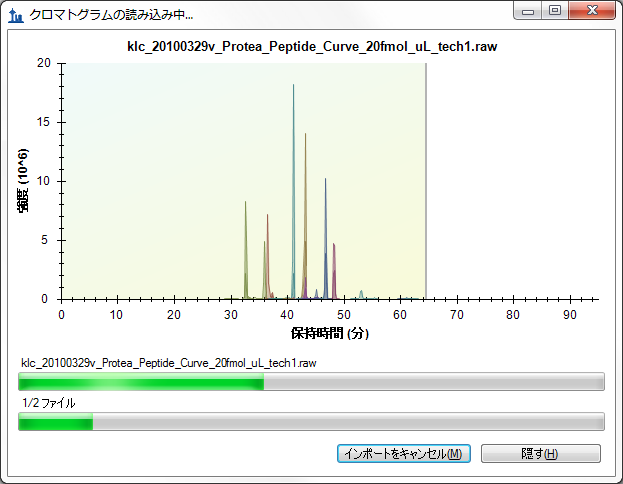 クロマトグラムの読み込み中...
klc_20100329v_Protea_Peptide_Curve_20fmol_uL_tech1.raw
20
15
10
5
0
強度 (10^6)
0 10 20 30 40 50 60 70 80 90
保持時間 (分)
klc_20100329v_Protea_Peptide_Curve_20fmol_uL_tech1.raw
1/2 ファイル
インポートをキャンセル(M) 隠す(H)